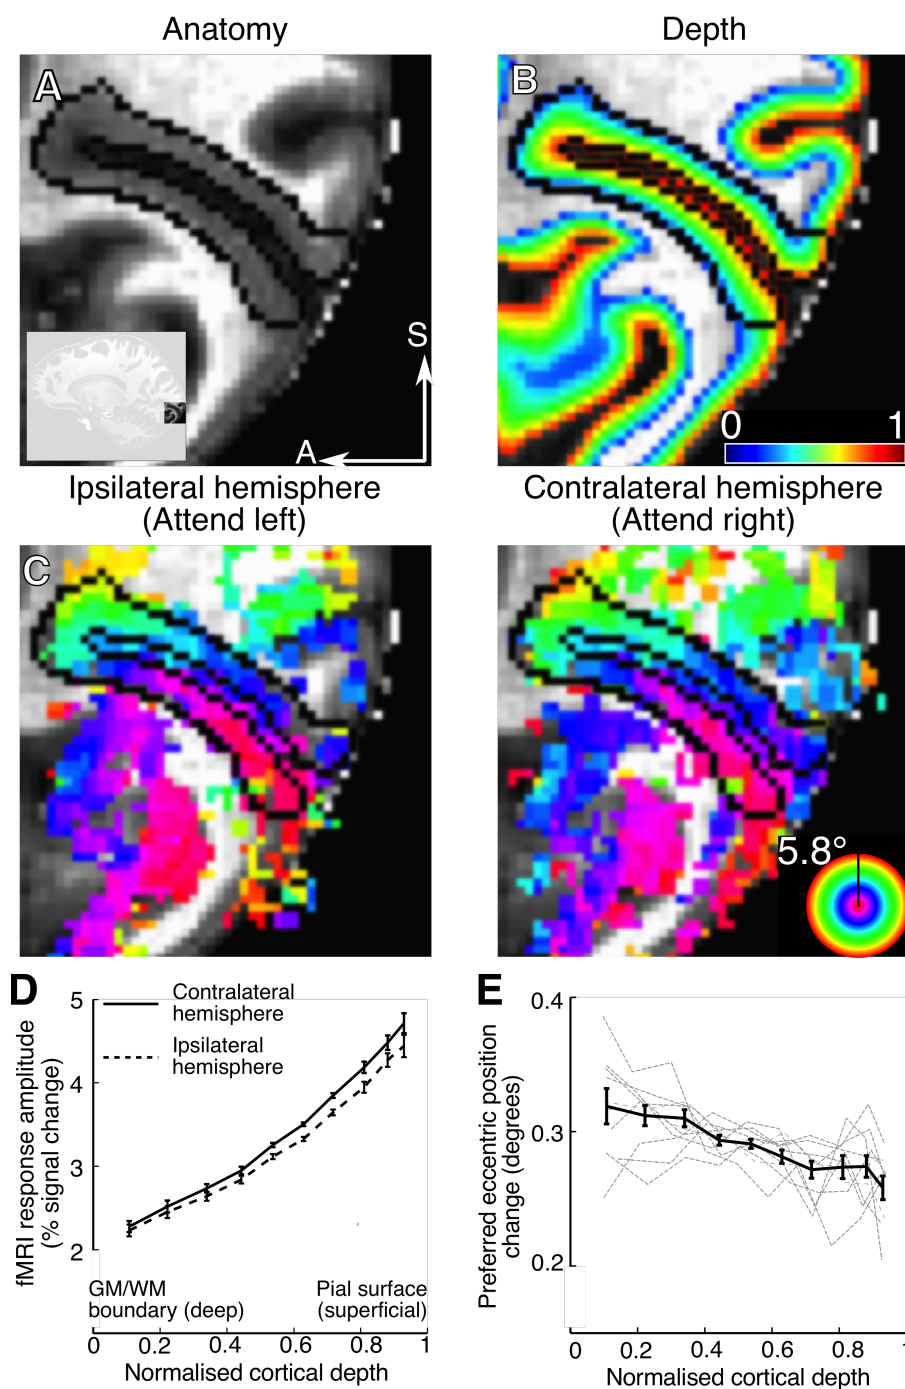 Anatomy
Depth
A
B
S
A
0
1
Ipsilateral hemisphere
(Attend left)
Contralateral hemisphere
(Attend right)
C
5.8°
D
fMRI response amplitude
(% signal change)
5
4
3
2
Contralateral
hemisphere
Ipsilateral
hemisphere
GM/WM
boundary (deep)
Pial surface
(superficial)
0
0.2
0.4
0.6
0.8
1
Normalised cortical depth
E
Preferred eccentric position
change (degrees)
0.4
0.3
0.2
0
0.2
0.4
0.6
0.8
Normalised cortical depth